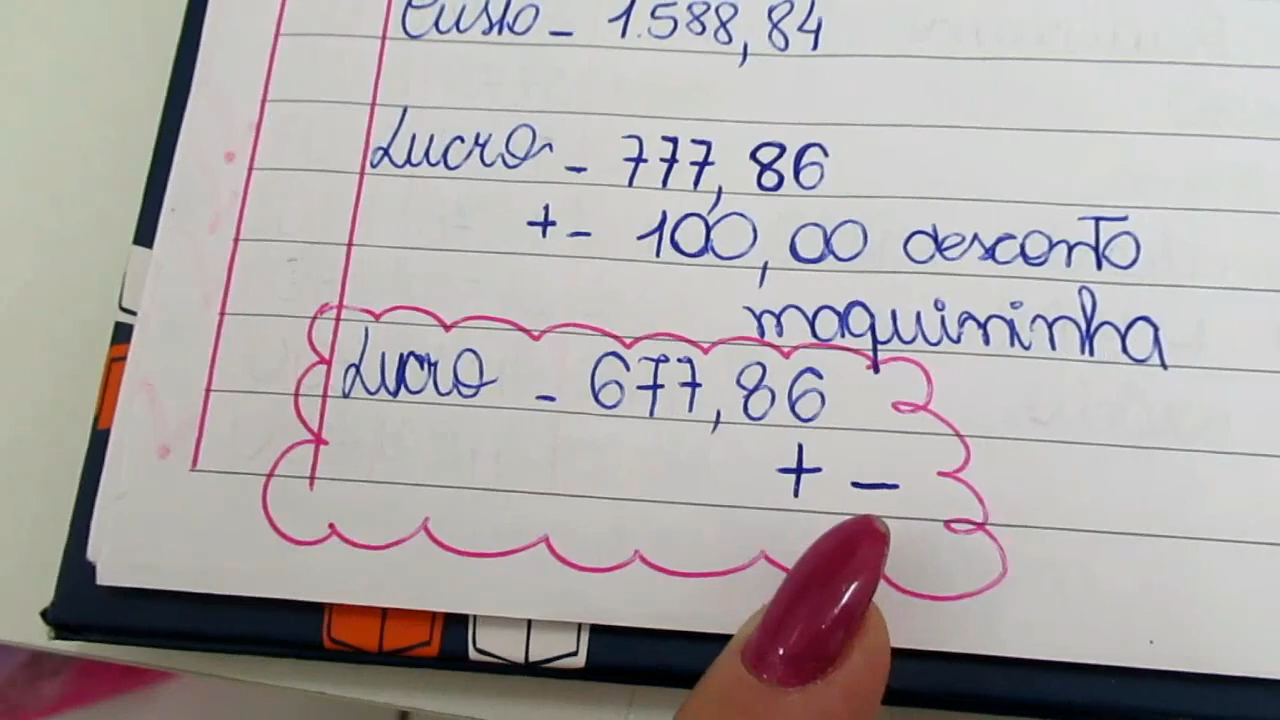 Custo - 1.588,84
Lucro - 777,86
+- 100,00 desconto
maquininha
Lucro - 677,86
+ -